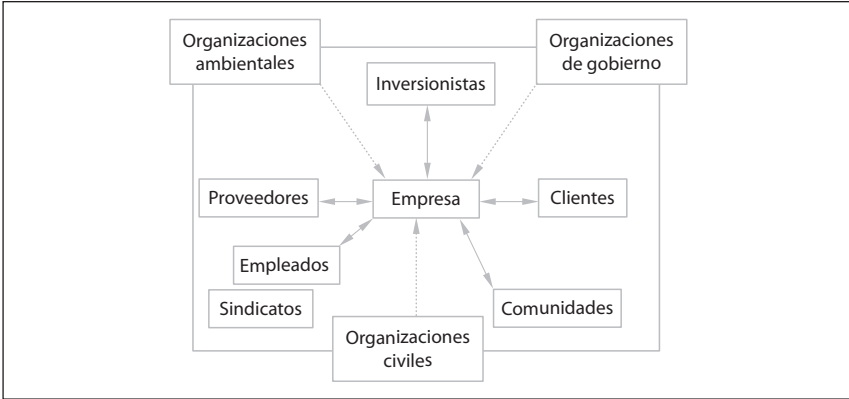 Organizaciones
ambientales
Organizaciones
de gobierno
Inversionistas
Proveedores
Empresa
Clientes
Empleados
Sindicatos
Comunidades
Organizaciones
civiles